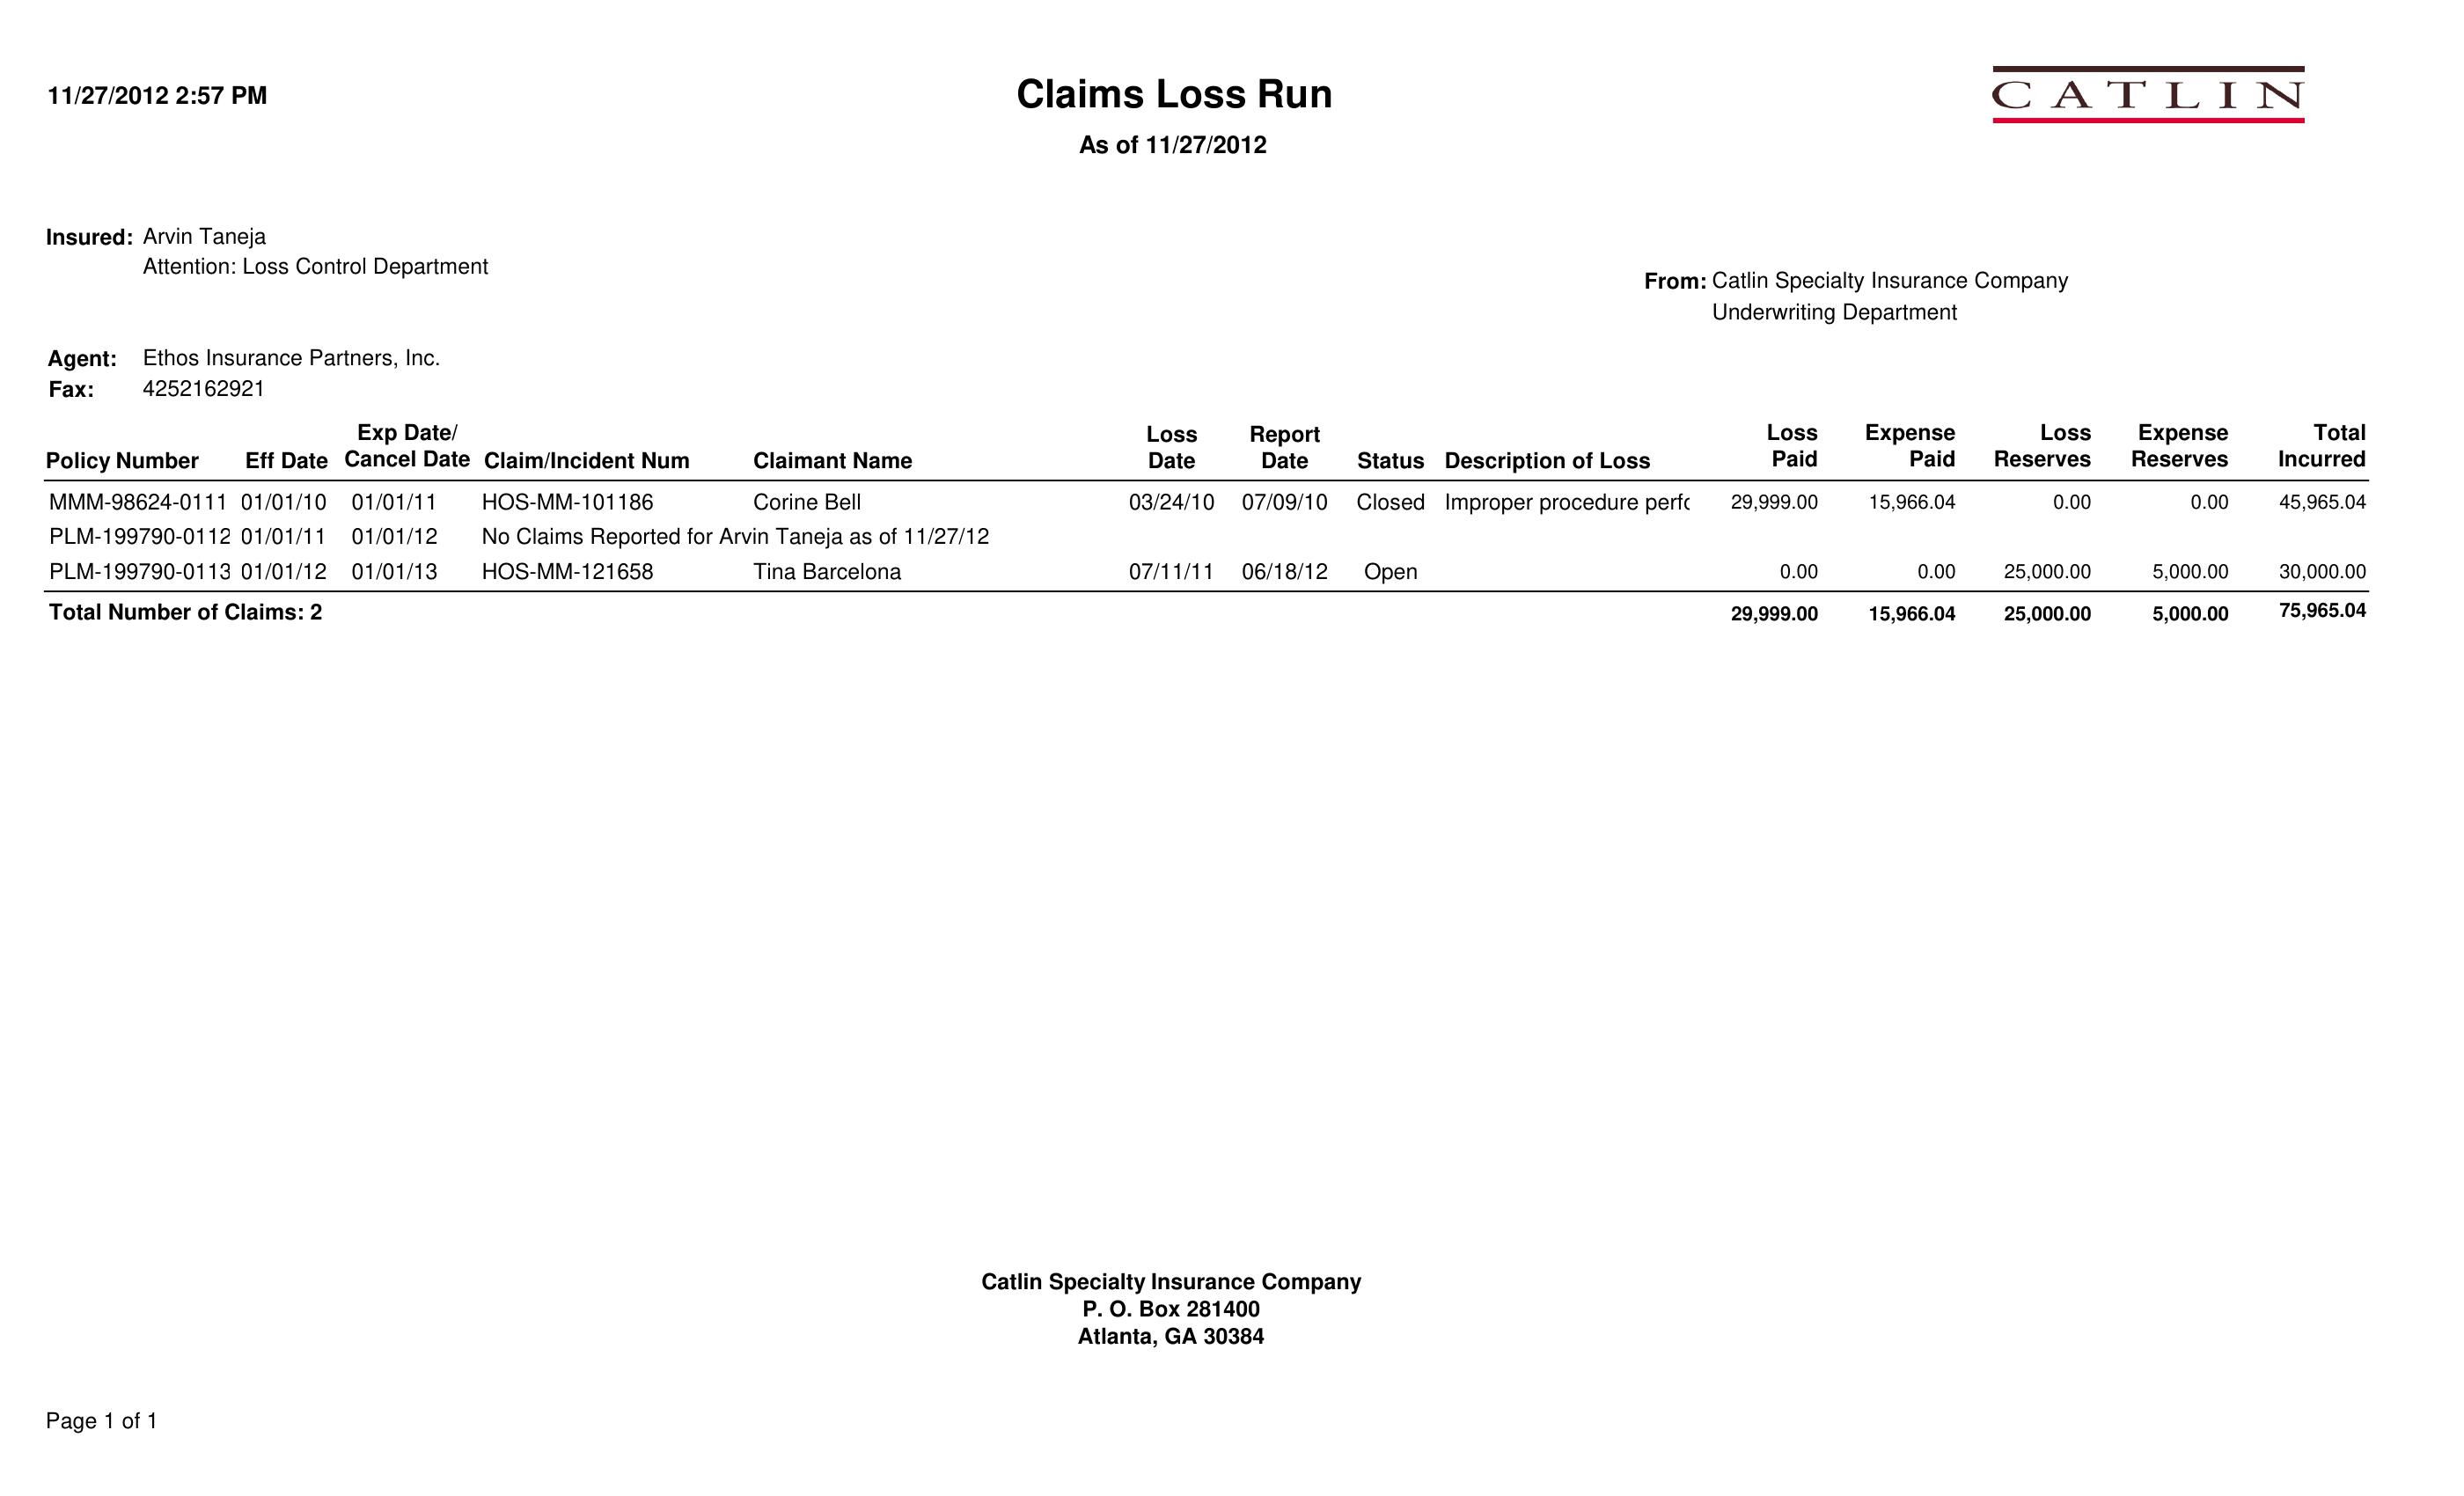 11/27/2012 2:57 PM
Claims Loss Run
CATLIN
As of 11/27/2012
Insured: Arvin Taneja
Attention: Loss Control Department
From: Catlin Specialty Insurance Company
Underwriting Department
Agent: Ethos Insurance Partners, Inc.
Fax: 4252162921
Policy Number Eff Date Exp Date/ Cancel Date Claim/Incident Num Claimant Name Loss Date Report Date Status Description of Loss Loss Paid Expense Paid Loss Reserves Expense Reserves Total Incurred
MMM-98624-0111 01/01/10 01/01/11 HOS-MM-101186 Corine Bell 03/24/10 07/09/10 Closed Improper procedure 29,999.00 15,966.04 0.00 0.00 45,965.04
PLM-199790-0112 01/01/11 01/01/12 No Claims Reported for Arvin Taneja as of 11/27/12
PLM-199790-0113 01/01/12 01/01/13 HOS-MM-121658 Tina Barcelona 07/11/11 06/18/12 Open 0.00 0.00 25,000.00 5,000.00 30,000.00
Total Number of Claims: 2 29,999.00 15,966.04 25,000.00 5,000.00 75,965.04
Catlin Specialty Insurance Company
P. O. Box 281400
Atlanta, GA 30384
Page 1 of 1